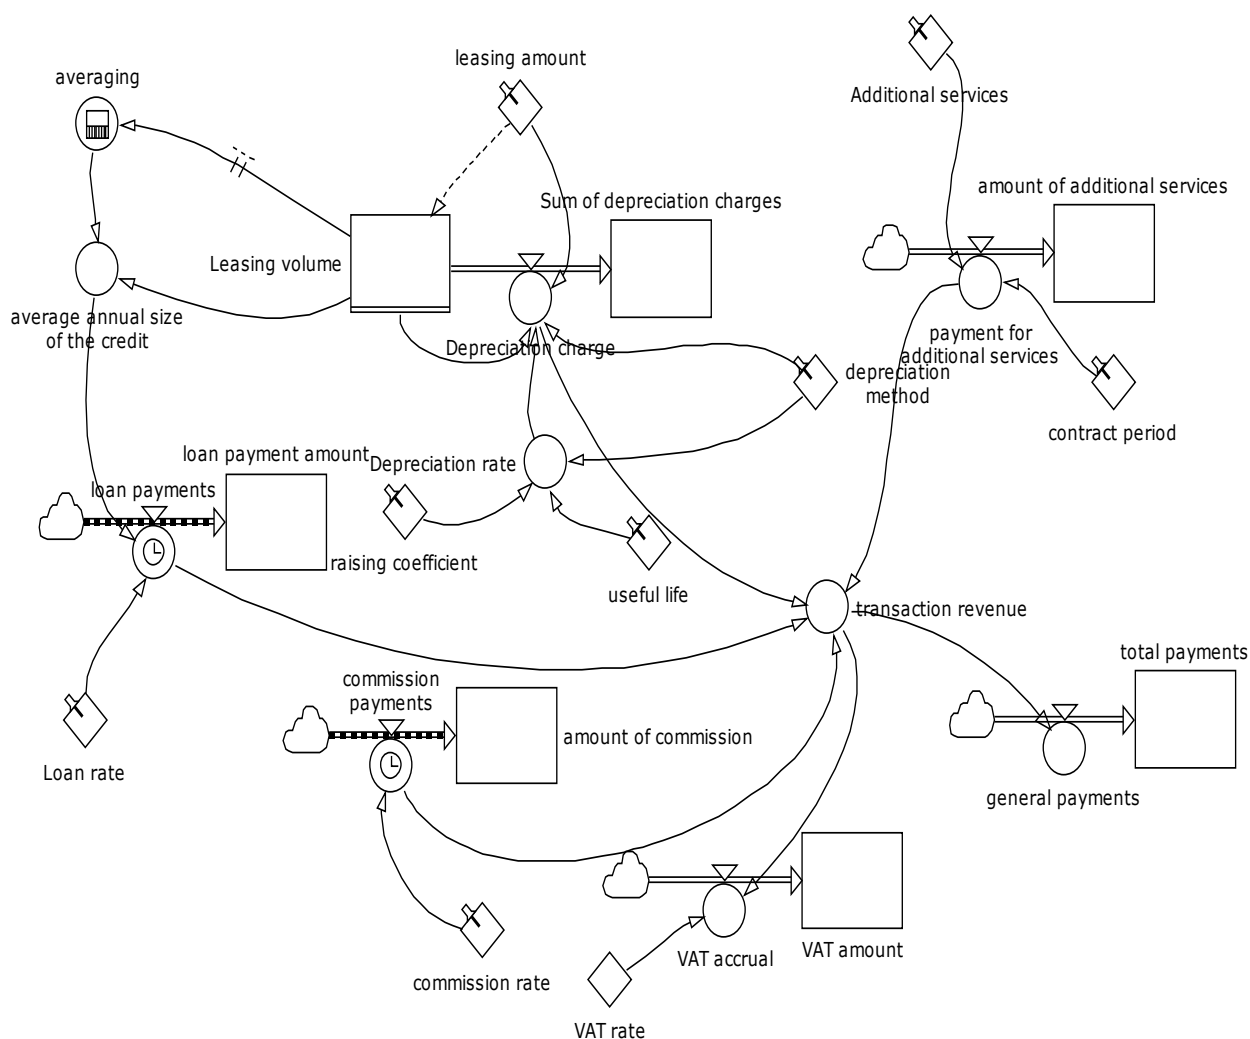 leasing amount
averaging
Additional services
Sum of depreciation charges
amount of additional services
Leasing volume
average annual size
of the credit
Depreciation charge
payment for
additional services
depreciation
method
contract period
loan payment amount
Depreciation rate
loan payments
raising coefficient
useful life
transaction revenue
total payments
commission
payments
amount of commission
Loan rate
general payments
VAT accrual
VAT amount
commission rate
VAT rate